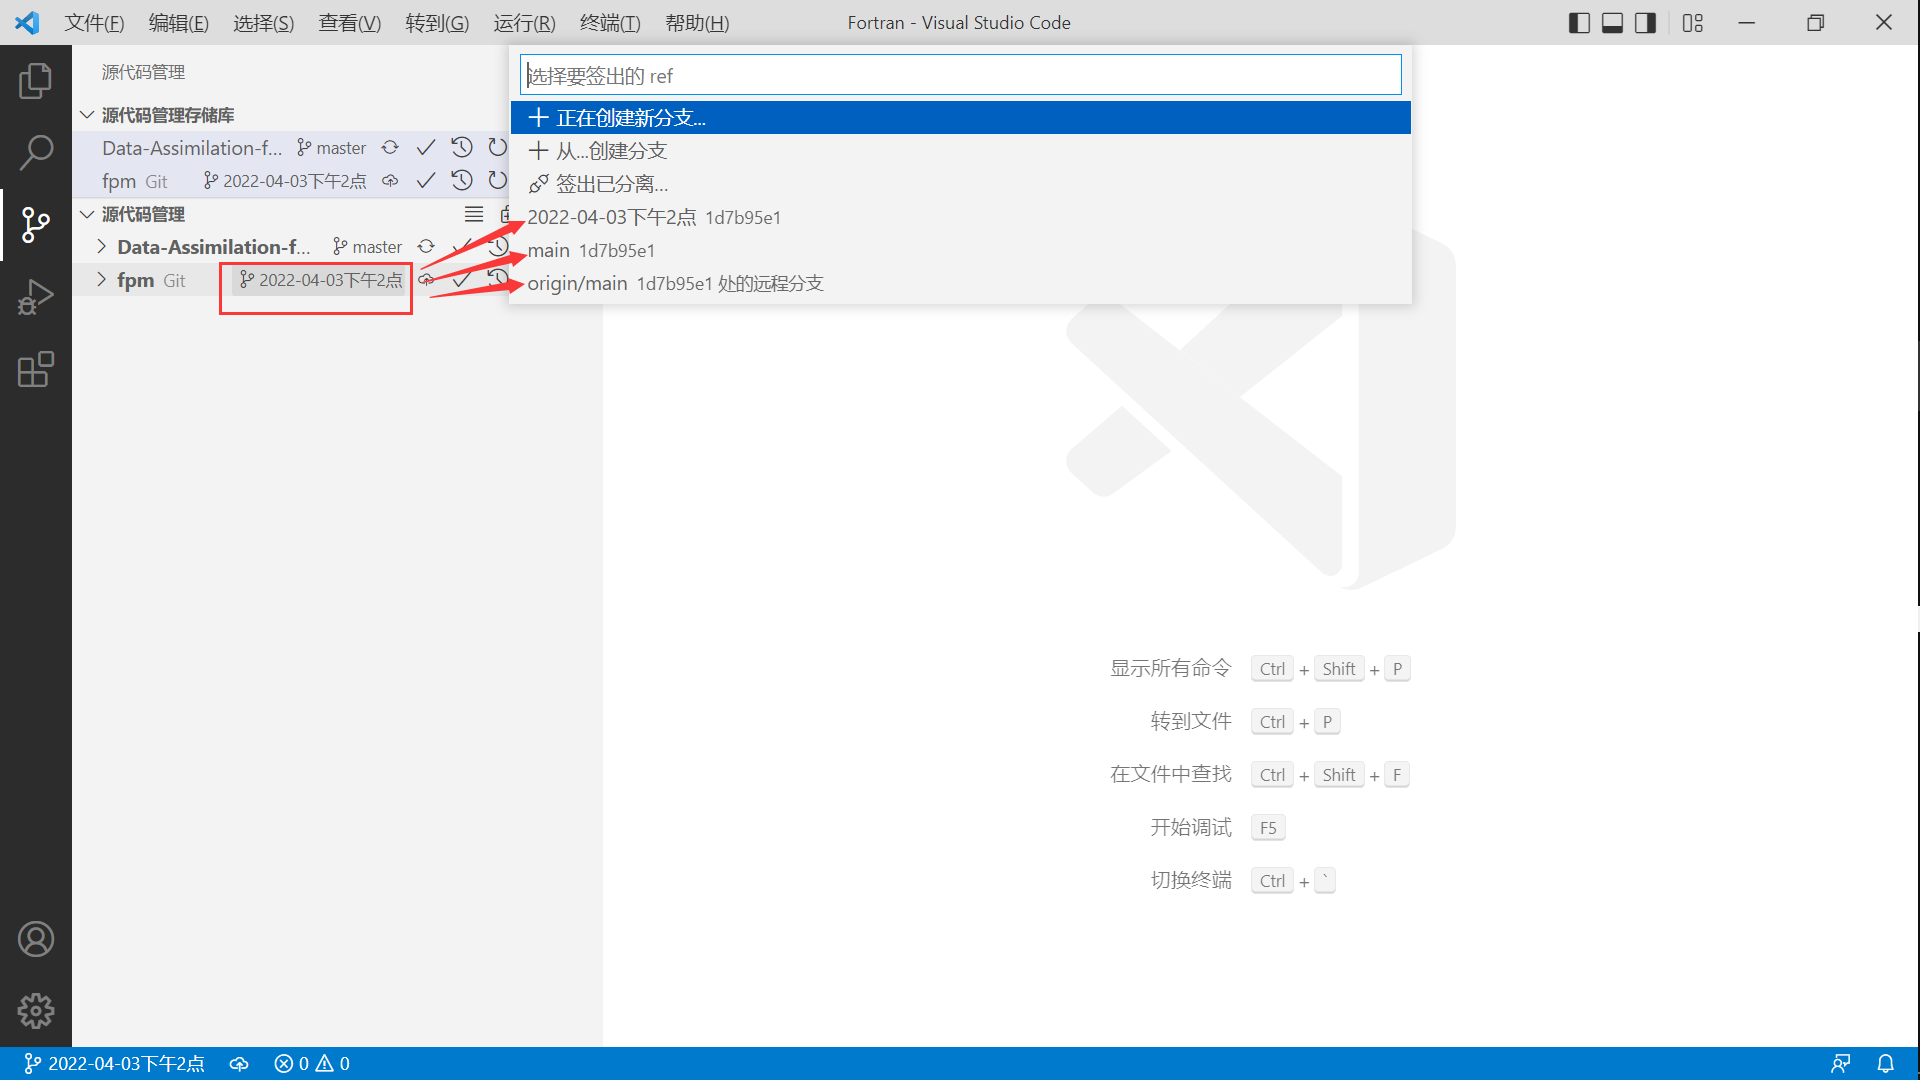 文件(F) 编辑(E) 选择(S) 查看(V) 转到(G) 运行(R) 终端(T) 帮助(H) Fortran - Visual Studio Code
源代码管理
源代码管理存储库
Data-Assimilation-f... master
fpm Git 2022-04-03下午2点
源代码管理
Data-Assimilation-f... master
fpm Git 2022-04-03下午2点
选择要签出的 ref
正在创建新分支...
从...创建分支
签出已分离...
2022-04-03下午2点 1d7b95e1
main 1d7b95e1
origin/main 1d7b95e1 处的远程分支
显示所有命令 Ctrl + Shift + P
转到文件 Ctrl + P
在文件中查找 Ctrl + Shift + F
开始调试 F5
切换终端 Ctrl + `
2022-04-03下午2点 0 0